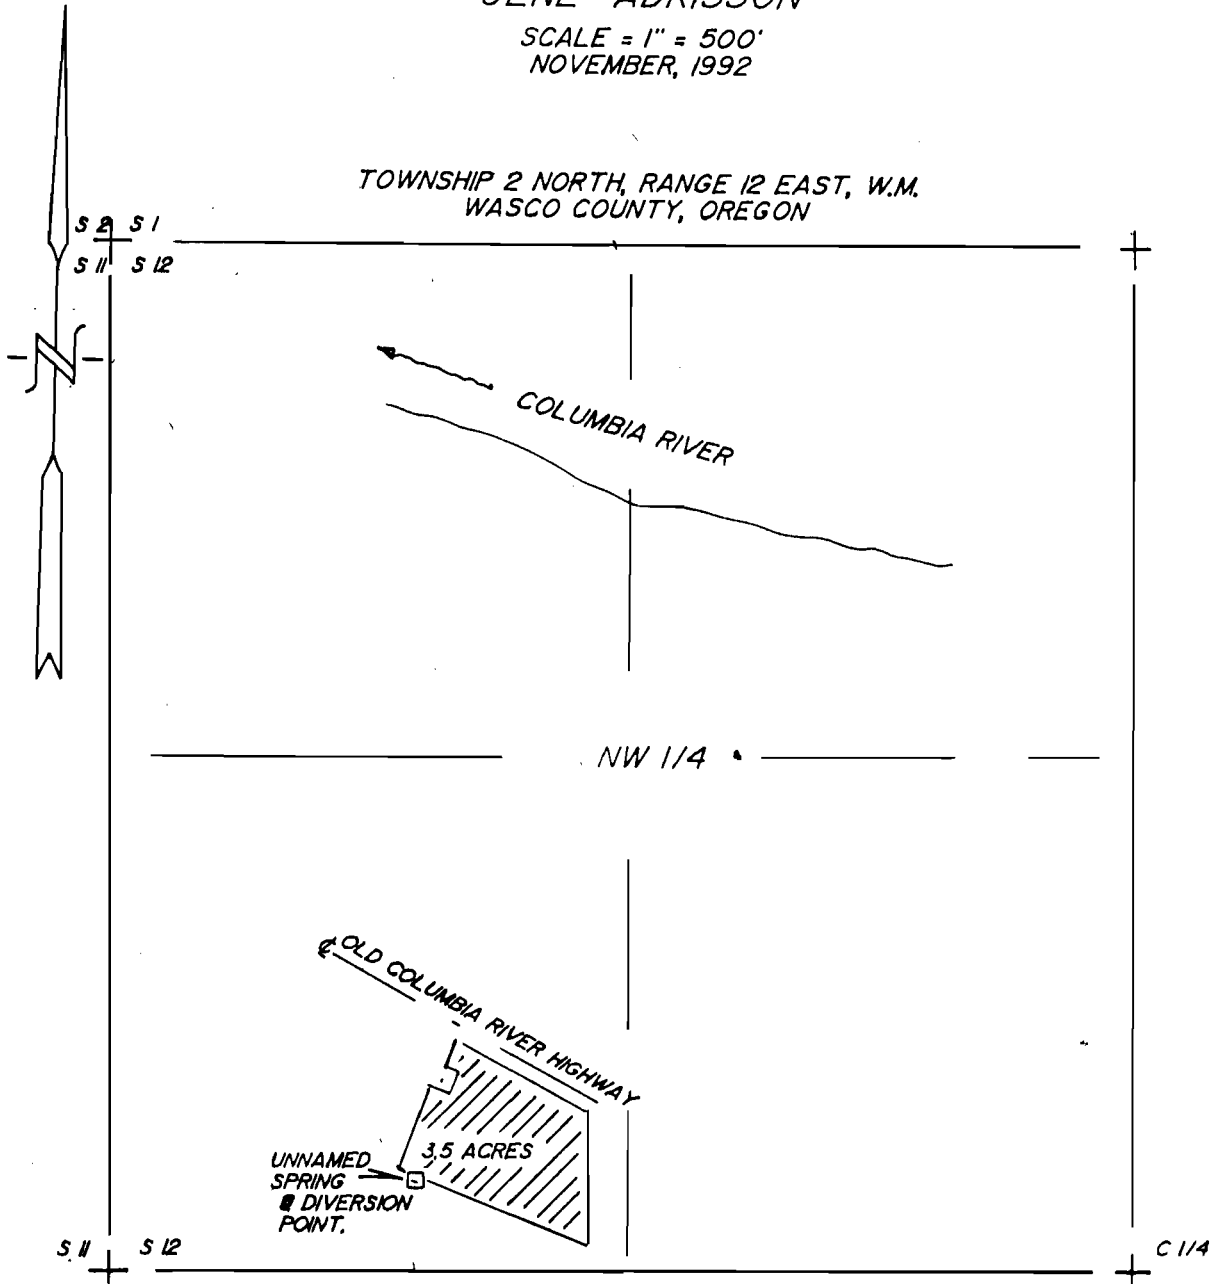 SCALE = 1" = 500'
NOVEMBER, 1992
TOWNSHIP 2 NORTH, RANGE 12 EAST, W.M.
WASCO COUNTY, OREGON
S 2 S 1
S 11 S 12
N
COLUMBIA RIVER
NW 1/4
℄ OLD COLUMBIA RIVER HIGHWAY
3.5 ACRES
UNNAMED
SPRING
@ DIVERSION
POINT.
S 11 S 12
C 1/4